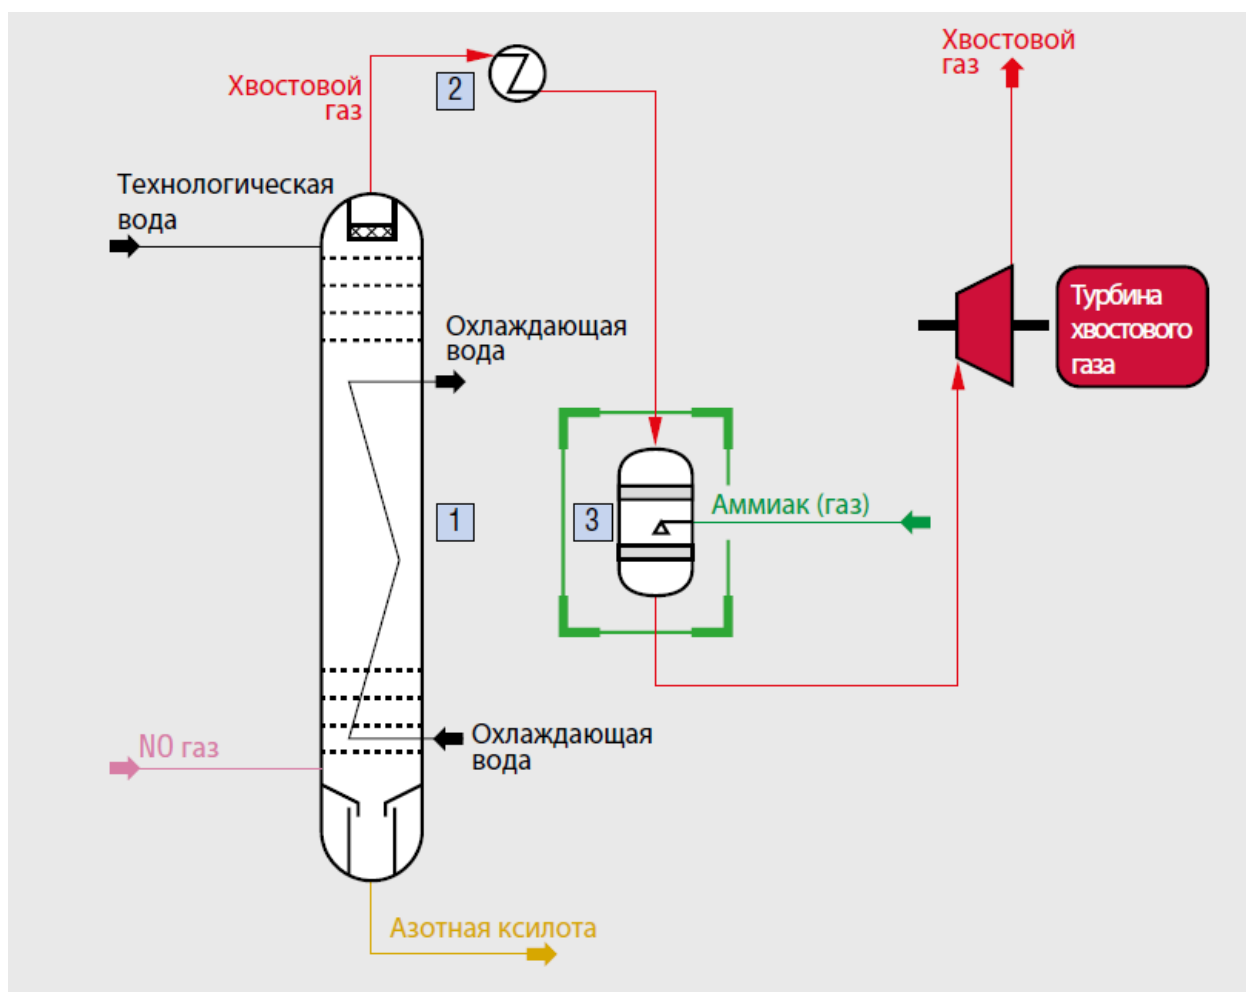 Хвостовой
газ
2
Хвостовой
газ
Технологическая
вода
Охлаждающая
вода
Турбина
хвостового
газа
1
3
Аммиак (газ)
Охлаждающая
вода
NO газ
Азотная ксилота